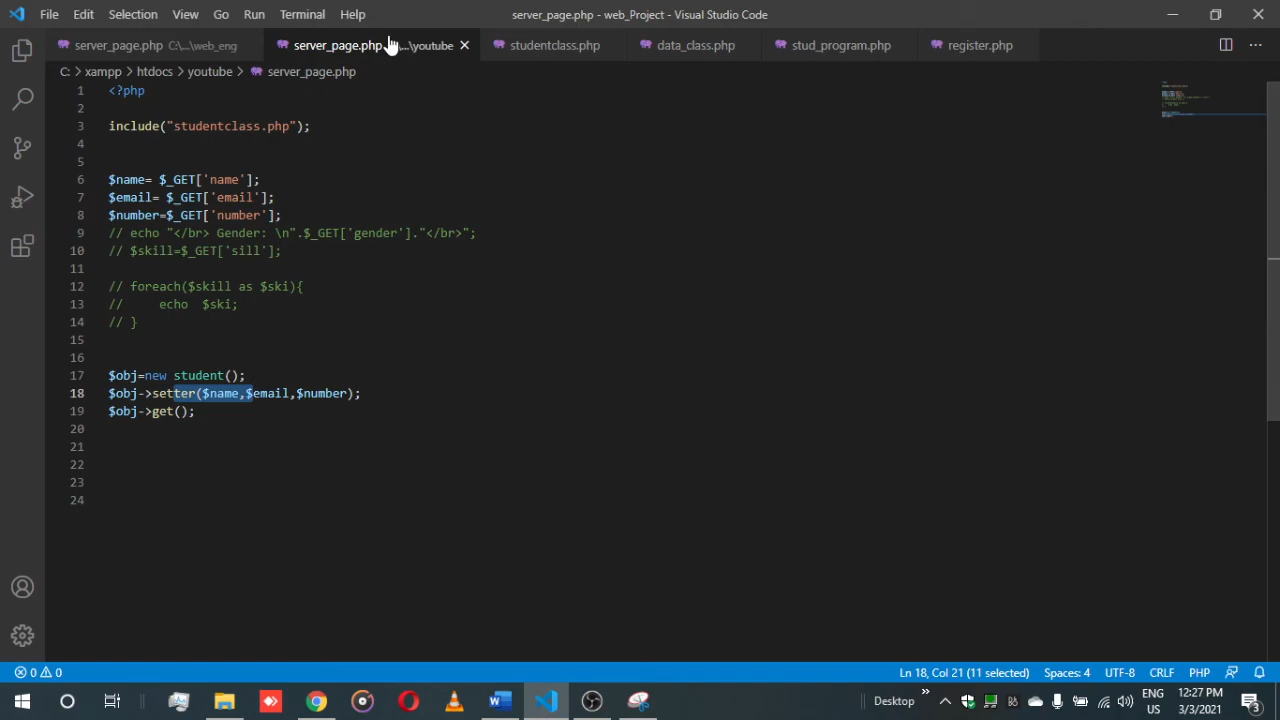 File Edit Selection View Go Run Terminal Help server_page.php - web_Project - Visual Studio Code
server_page.php C:\...\web_eng server_page.php \...\youtube studentclass.php data_class.php stud_program.php register.php
C: > xampp > htdocs > youtube > server_page.php
1 <?php
2
3 include("studentclass.php");
4
5
6 $name= $_GET['name'];
7 $email= $_GET['email'];
8 $number=$_GET['number'];
9 // echo "</br> Gender: \n".$_GET['gender']."</br>";
10 // $skill=$_GET['sill'];
11
12 // foreach($skill as $ski){
13 //     echo  $ski;
14 // }
15
16
17 $obj=new student();
18 $obj->setter($name,$email,$number);
19 $obj->get();
20
21
22
23
24
0 0 Ln 18, Col 21 (11 selected) Spaces: 4 UTF-8 CRLF PHP
Desktop ENG US 12:27 PM 3/3/2021 3